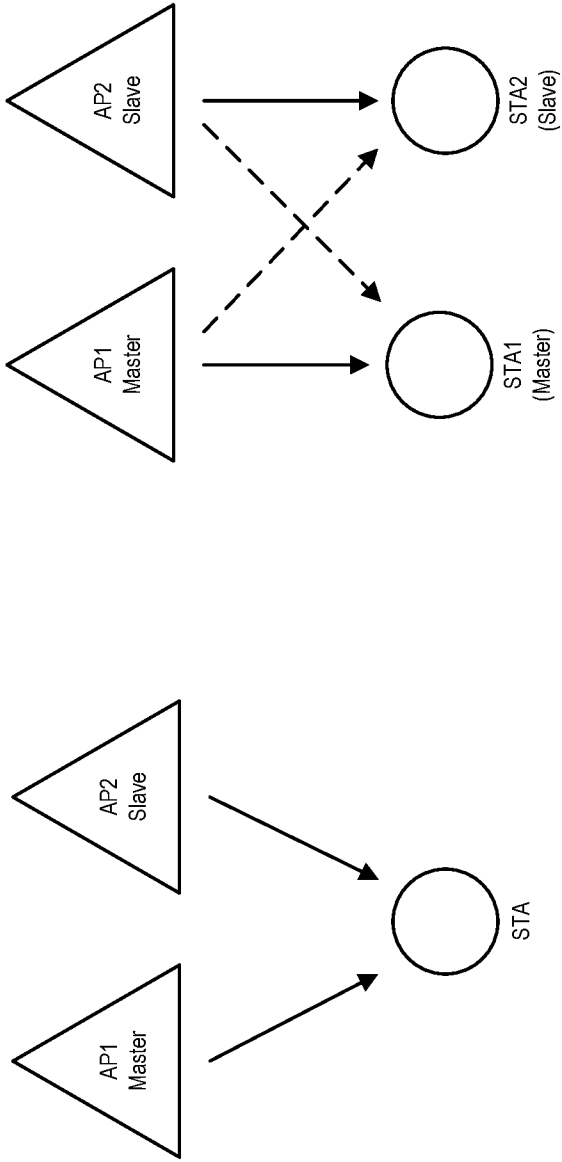 AP1
Master
AP2
Slave
STA
AP1
Master
AP2
Slave
STA1
(Master)
STA2
(Slave)